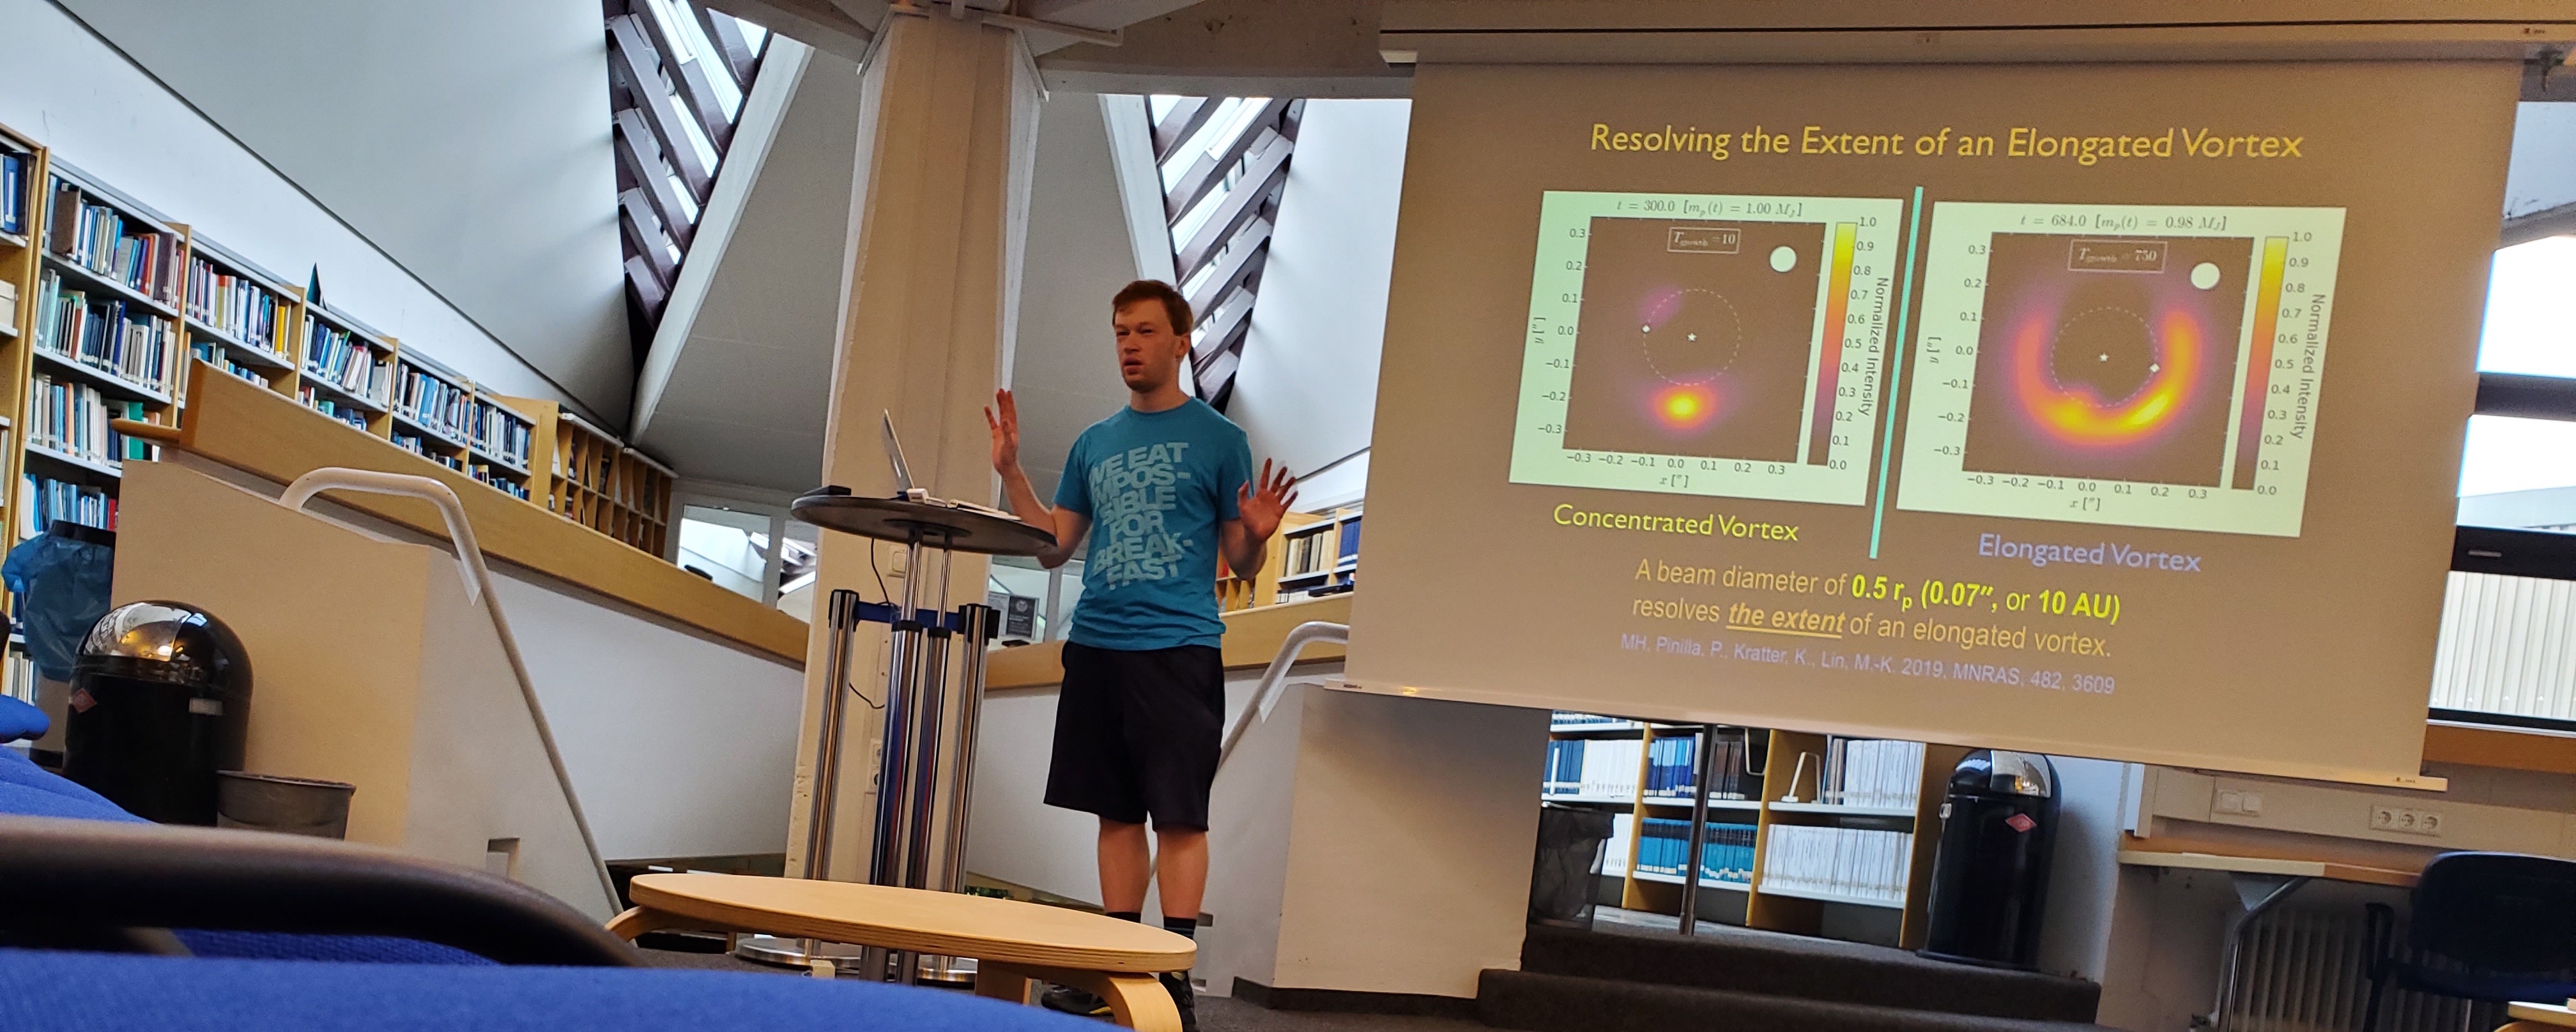 WE EAT
IMPOS-
SIBLE
FOR
BREAK-
FAST
Resolving the Extent of an Elongated Vortex
t = 300.0 [m_p(t) = 1.00 M_J]
T_growth = 10
0.3
0.2
0.1
0.0
−0.1
−0.2
−0.3
y ["]
−0.3 −0.2 −0.1 0.0 0.1 0.2 0.3
x ["]
1.0
0.9
0.8
0.7
0.6
0.5
0.4
0.3
0.2
0.1
0.0
Normalized Intensity
Concentrated Vortex
t = 684.0 [m_p(t) = 0.98 M_J]
T_growth = 750
0.3
0.2
0.1
0.0
−0.1
−0.2
−0.3
y ["]
−0.3 −0.2 −0.1 0.0 0.1 0.2 0.3
x ["]
1.0
0.9
0.8
0.7
0.6
0.5
0.4
0.3
0.2
0.1
0.0
Normalized Intensity
Elongated Vortex
A beam diameter of 0.5 r_p (0.07″, or 10 AU)
resolves the extent of an elongated vortex.
MH, Pinilla, P., Kratter, K., Lin, M.-K. 2019, MNRAS, 482, 3609